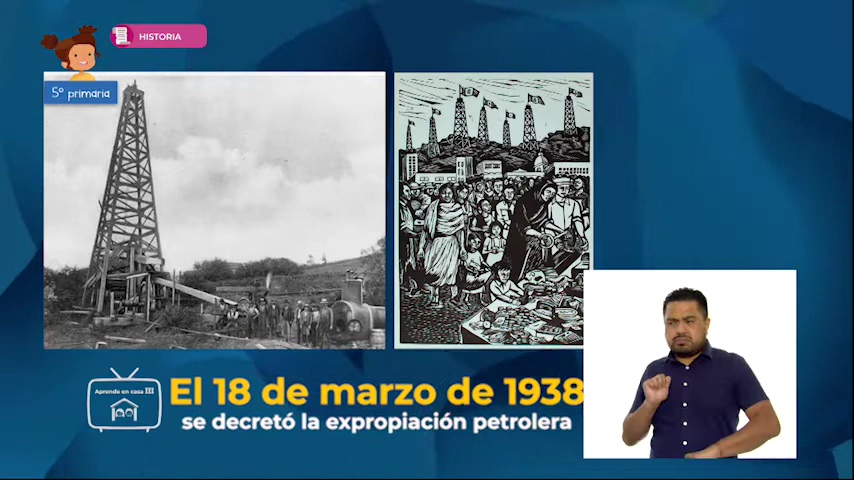 HISTORIA
5° primaria
Aprende en casa III
El 18 de marzo de 1938
se decretó la expropiación petrolera